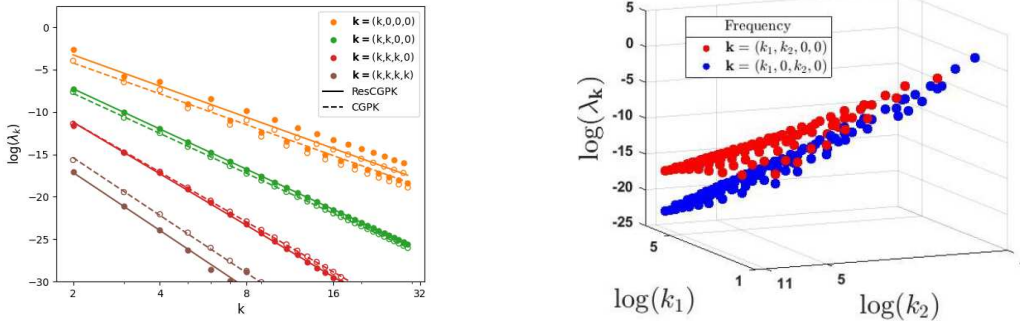 0
−5
−10
−15
−20
−25
−30
log(λk)
2
4
8
16
32
k
k = (k,0,0,0)
k = (k,k,0,0)
k = (k,k,k,0)
k = (k,k,k,k)
ResCGPK
CGPK
5
0
-5
-10
-15
-20
-25
log(λk)
Frequency
k = (k1, k2, 0, 0)
k = (k1, 0, k2, 0)
5
1
11
5
log(k1)
log(k2)